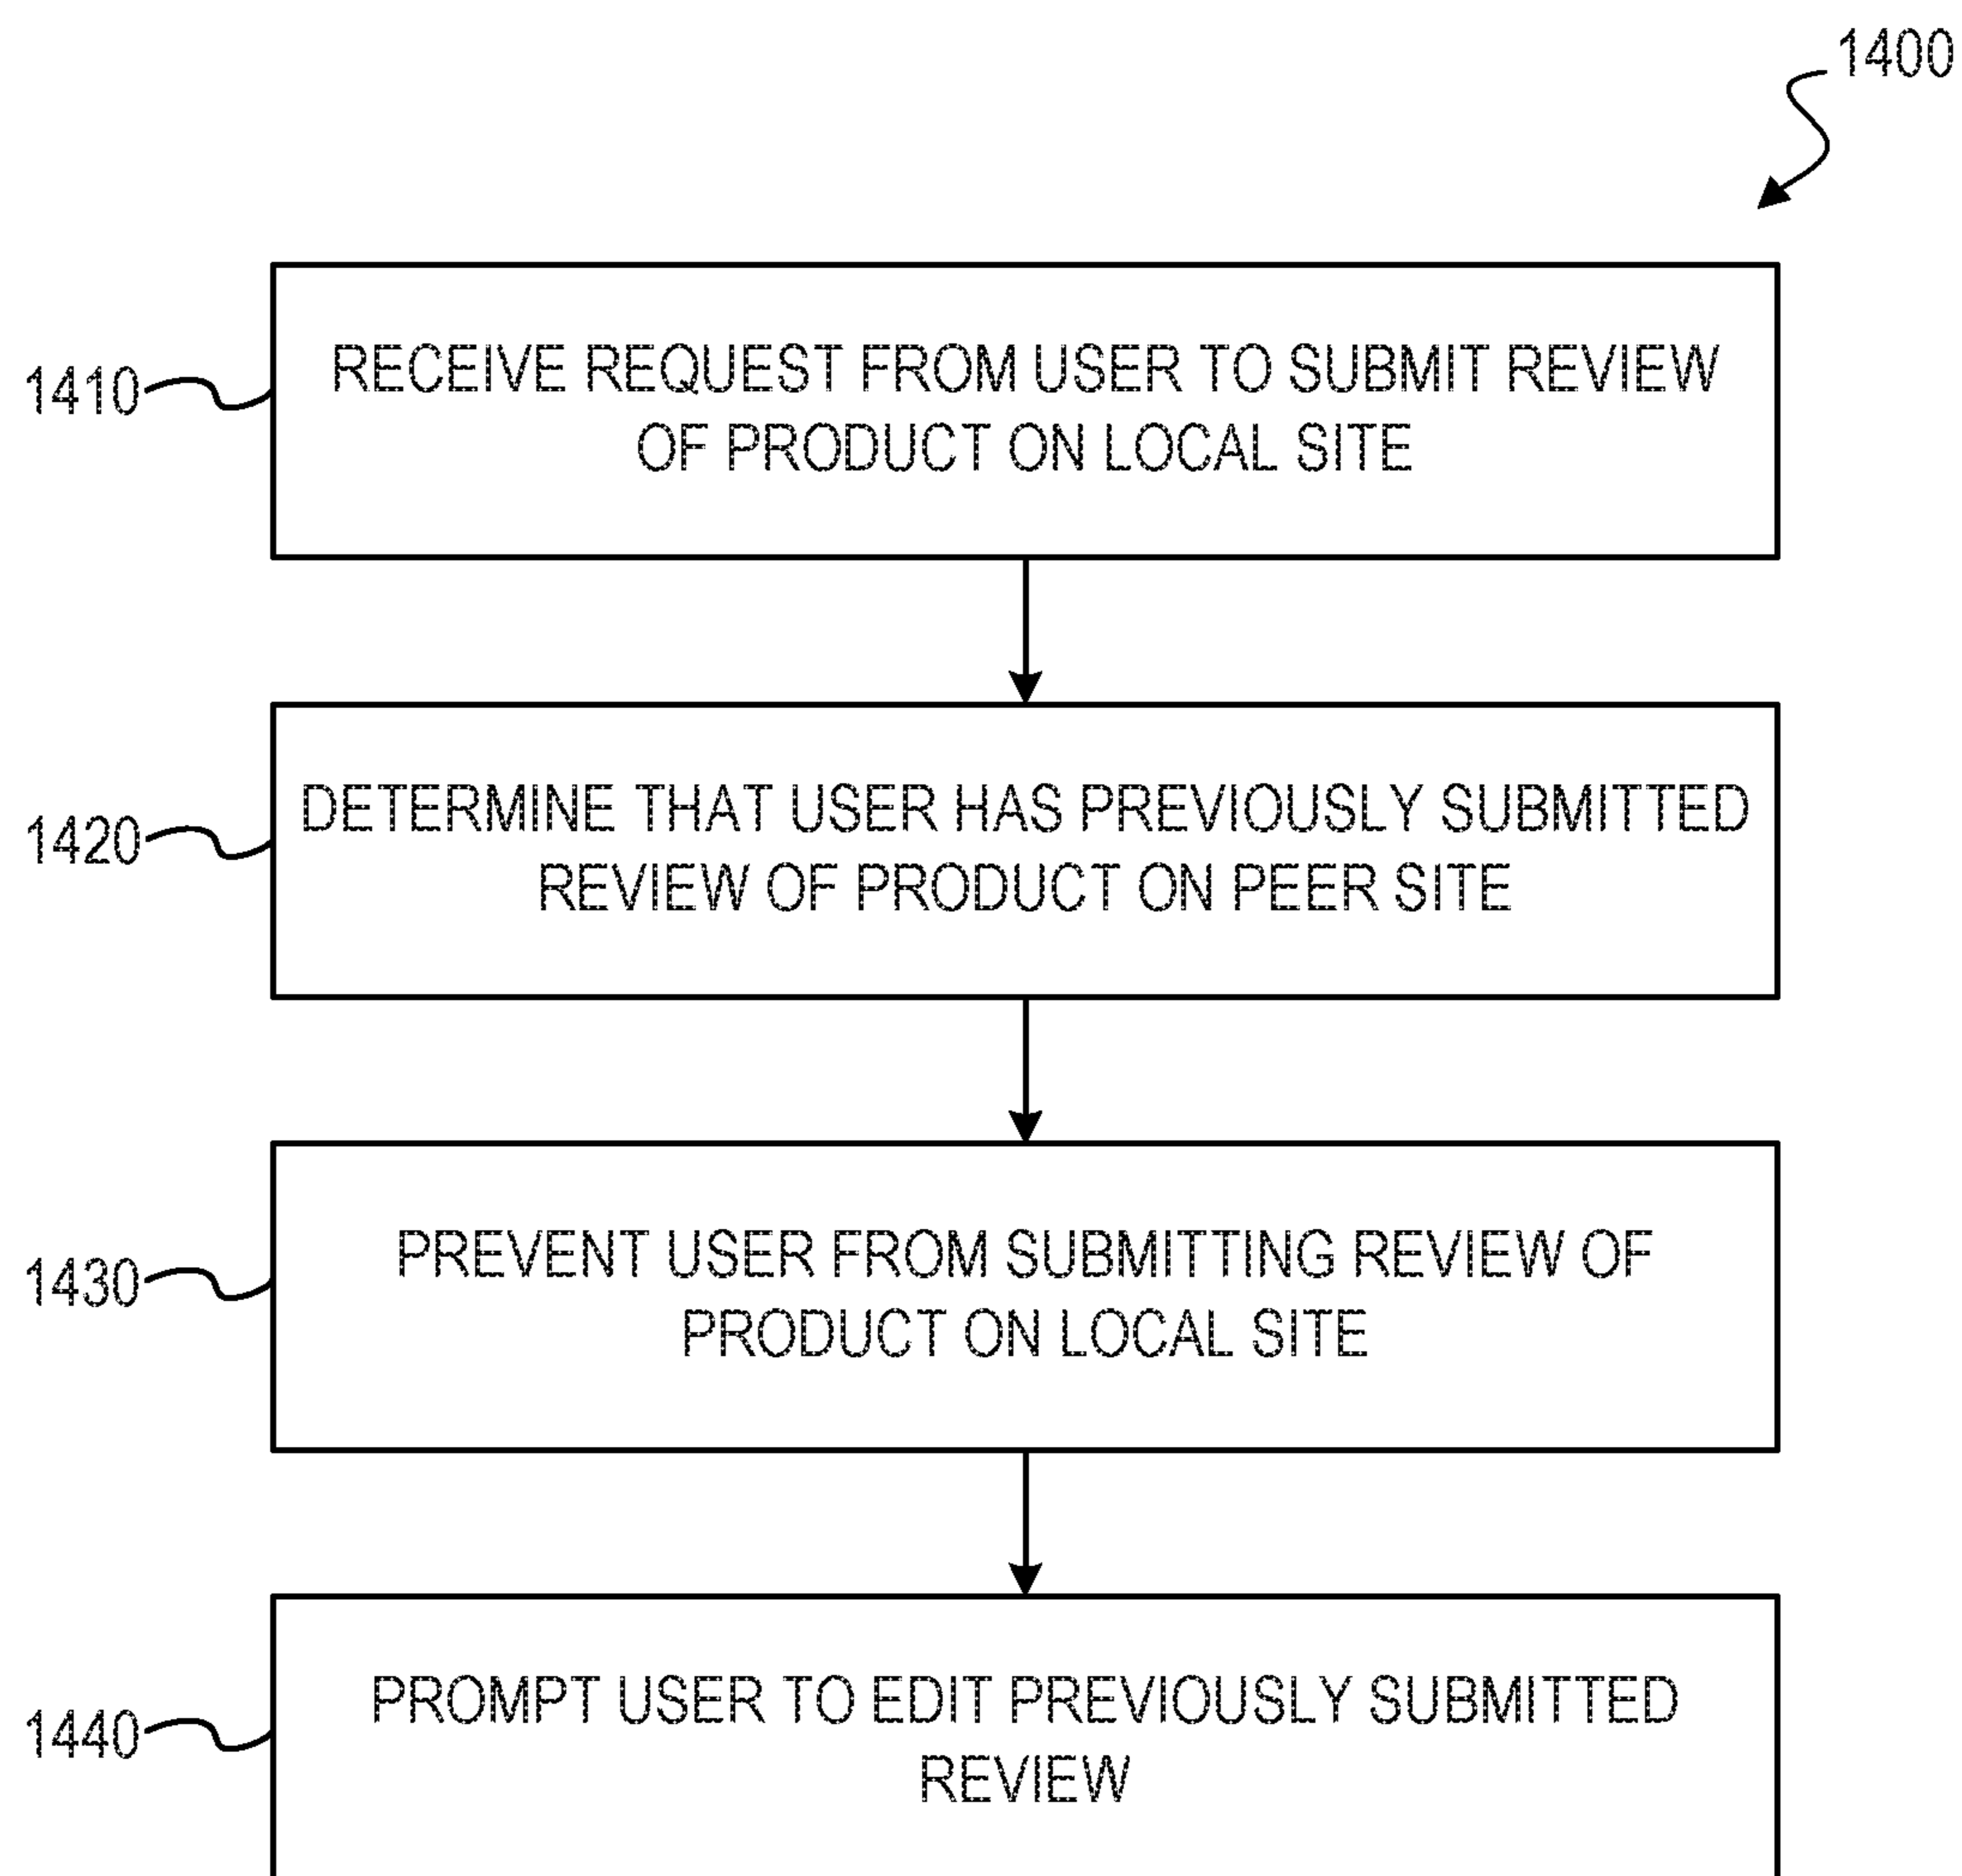 1400
1410
RECEIVE REQUEST FROM USER TO SUBMIT REVIEW
OF PRODUCT ON LOCAL SITE
1420
DETERMINE THAT USER HAS PREVIOUSLY SUBMITTED
REVIEW OF PRODUCT ON PEER SITE
1430
PREVENT USER FROM SUBMITTING REVIEW OF
PRODUCT ON LOCAL SITE
1440
PROMPT USER TO EDIT PREVIOUSLY SUBMITTED
REVIEW